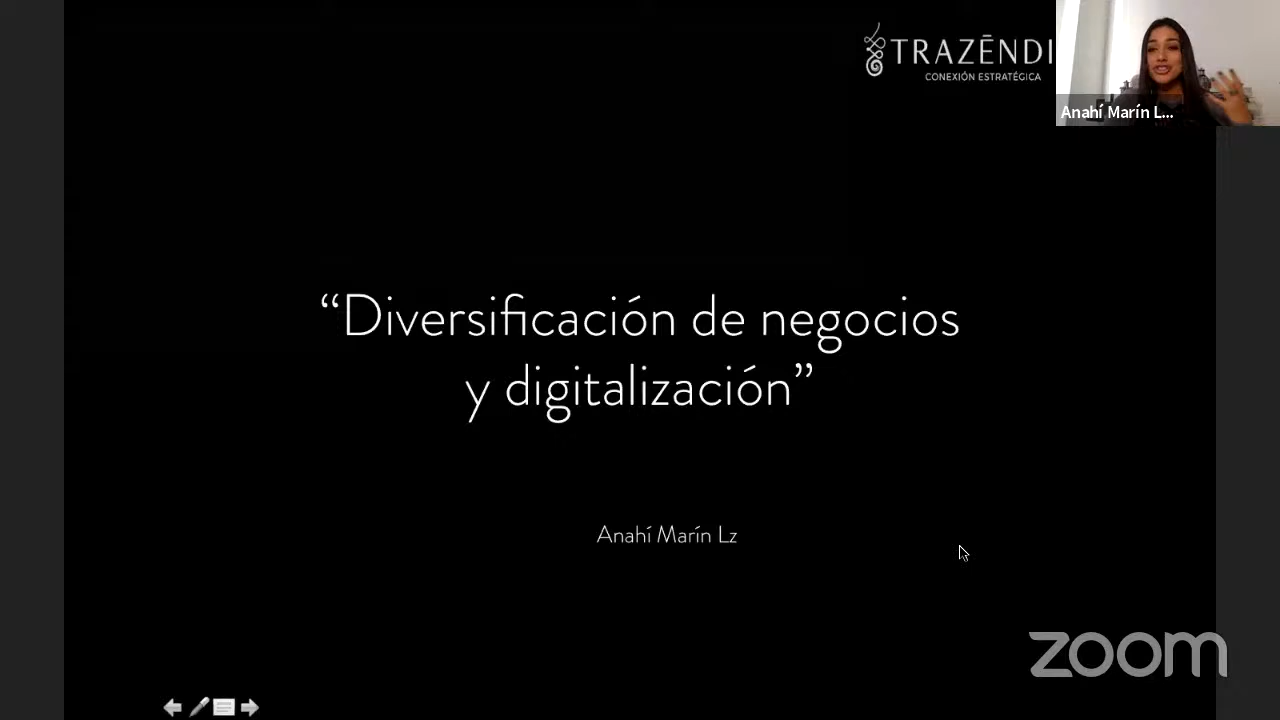 TRAZĒNDI
CONEXIÓN ESTRATÉGICA
Anahí Marín L...
“Diversificación de negocios
y digitalización”
Anahí Marín Lz
zoom